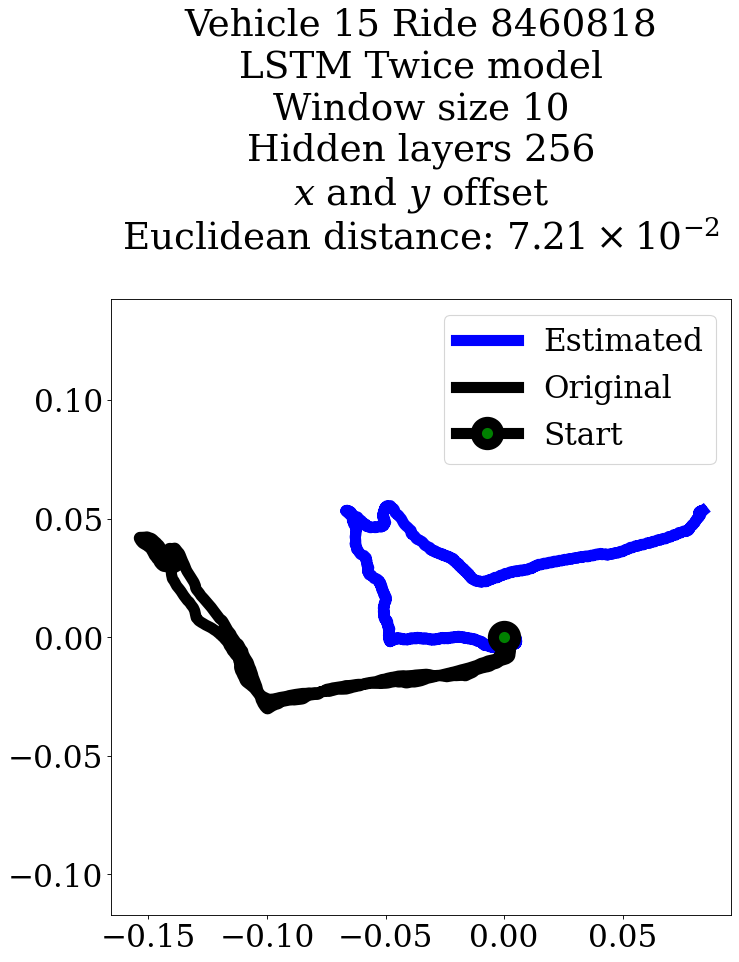 Vehicle 15 Ride 8460818
LSTM Twice model
Window size 10
Hidden layers 256
x and y offset
Euclidean distance: 7.21 × 10⁻²
Estimated
Original
Start
0.10
0.05
0.00
−0.05
−0.10
−0.15 −0.10 −0.05 0.00 0.05